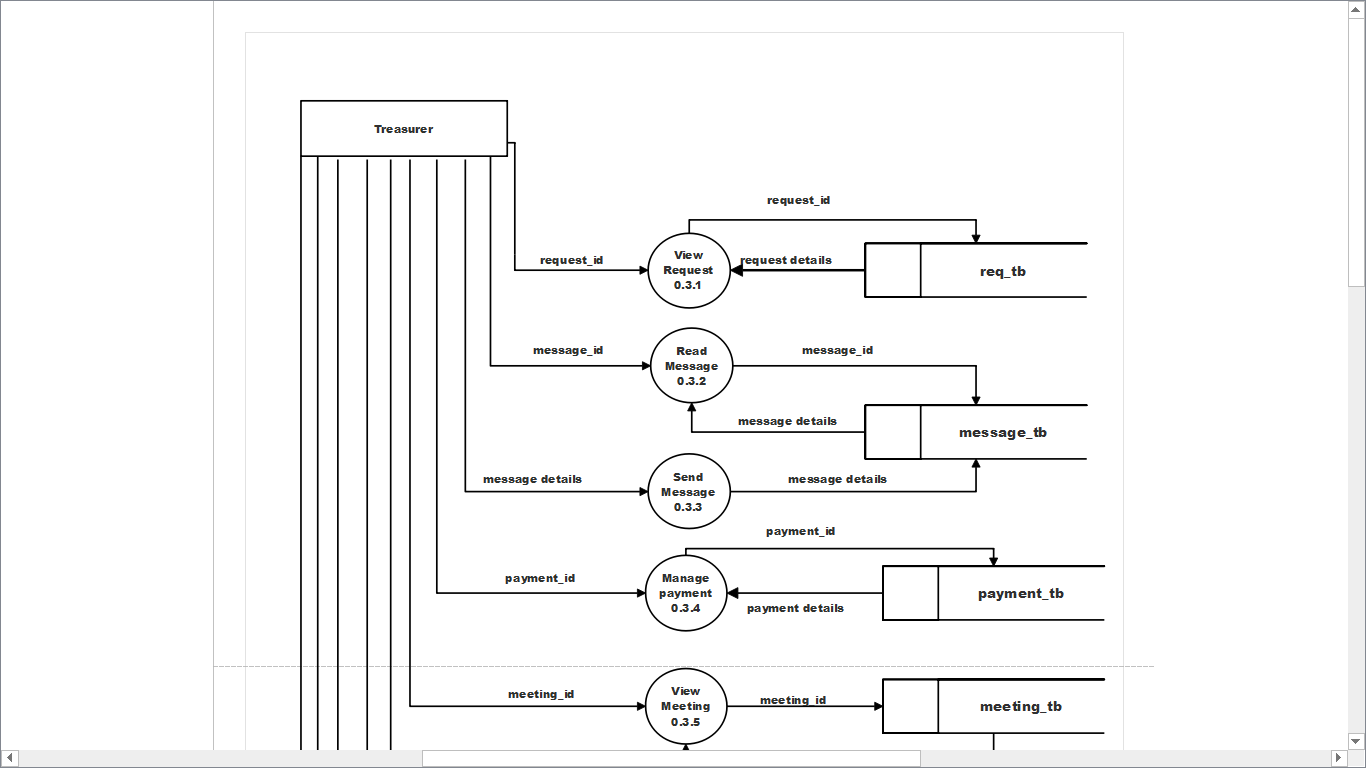 Treasurer
request_id
request_id
View
Request
0.3.1
request details
req_tb
message_id
Read
Message
0.3.2
message_id
message details
message_tb
message details
Send
Message
0.3.3
message details
payment_id
payment_id
Manage
payment
0.3.4
payment details
payment_tb
meeting_id
View
Meeting
0.3.5
meeting_id
meeting_tb